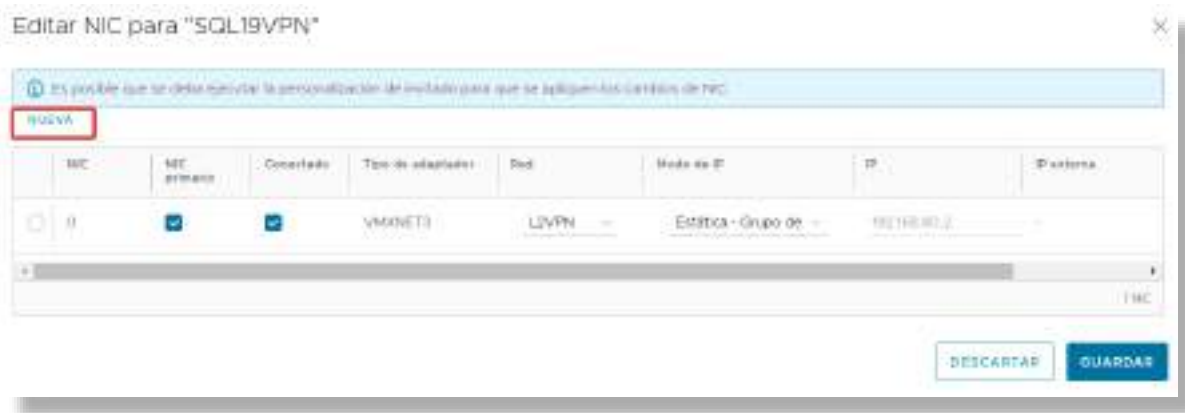 Editar NIC para "SQL19VPN"
Es posible que se deba ejecutar la personalización de invitado para que se apliquen los cambios de NIC.
NUEVA
NIC NIC primario Conectado Tipo de adaptador Red Modo de IP IP IP externa
0 VMXNET3 L2VPN Estática - Grupo de -
1 NIC
DESCARTAR GUARDAR